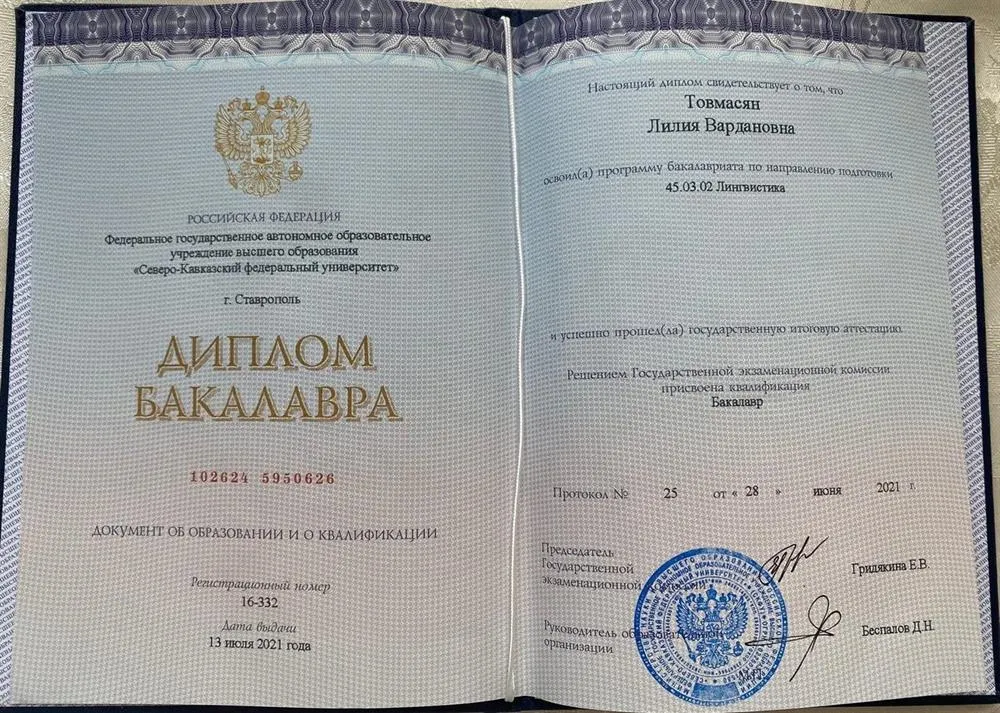 РОССИЙСКАЯ ФЕДЕРАЦИЯ
Федеральное государственное автономное образовательное
учреждение высшего образования
«Северо-Кавказский федеральный университет»
г. Ставрополь
ДИПЛОМ
БАКАЛАВРА
102624 5950626
ДОКУМЕНТ ОБ ОБРАЗОВАНИИ И О КВАЛИФИКАЦИИ
Регистрационный номер
16-332
Дата выдачи
13 июля 2021 года
Настоящий диплом свидетельствует о том, что
Товмасян
Лилия Вардановна
освоил(а) программу бакалавриата по направлению подготовки
45.03.02 Лингвистика
и успешно прошел(ла) государственную итоговую аттестацию
Решением Государственной экзаменационной комиссии
присвоена квалификация
Бакалавр
Протокол № 25 от « 28 » июня 2021 г.
Председатель
Государственной
экзаменационной
Гридякина Е.В.
Руководитель образовательной
организации
Беспалов Д.Н.